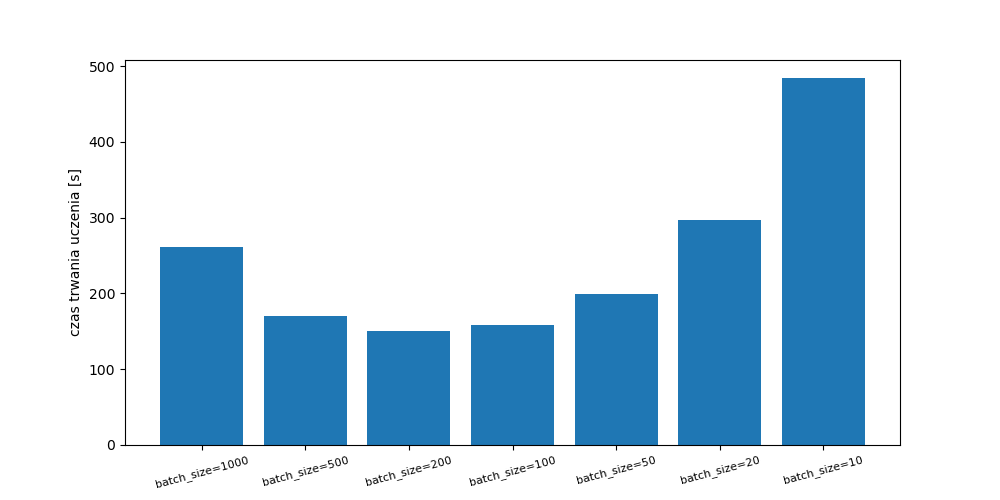 czas trwania uczenia [s]
500
400
300
200
100
0
batch_size=1000
batch_size=500
batch_size=200
batch_size=100
batch_size=50
batch_size=20
batch_size=10